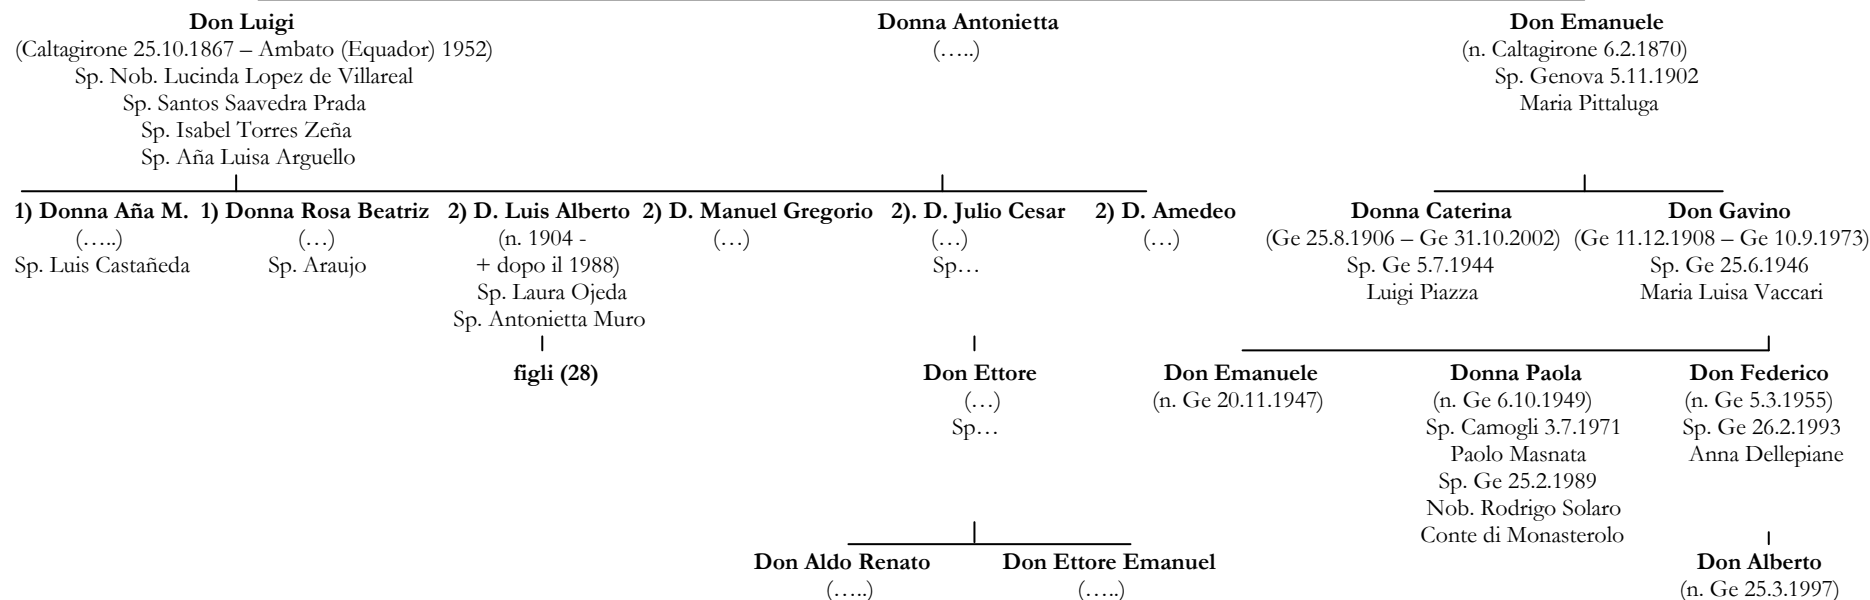 Don Luigi
(Caltagirone 25.10.1867 – Ambato (Equador) 1952)
Sp. Nob. Lucinda Lopez de Villareal
Sp. Santos Saavedra Prada
Sp. Isabel Torres Zeña
Sp. Aña Luisa Arguello
Donna Antonietta
(…..)
Don Emanuele
(n. Caltagirone 6.2.1870)
Sp. Genova 5.11.1902
Maria Pittaluga
1) Donna Aña M.
(…..)
Sp. Luis Castañeda
1) Donna Rosa Beatriz
(…)
Sp. Araujo
2) D. Luis Alberto
(n. 1904 -
+ dopo il 1988)
Sp. Laura Ojeda
Sp. Antonietta Muro
2) D. Manuel Gregorio
(…)
2). D. Julio Cesar
(…)
Sp…
2) D. Amedeo
(…)
Donna Caterina
(Ge 25.8.1906 – Ge 31.10.2002)
Sp. Ge 5.7.1944
Luigi Piazza
Don Gavino
(Ge 11.12.1908 – Ge 10.9.1973)
Sp. Ge 25.6.1946
Maria Luisa Vaccari
figli (28)
Don Ettore
(…)
Sp…
Don Emanuele
(n. Ge 20.11.1947)
Donna Paola
(n. Ge 6.10.1949)
Sp. Camogli 3.7.1971
Paolo Masnata
Sp. Ge 25.2.1989
Nob. Rodrigo Solaro
Conte di Monasterolo
Don Federico
(n. Ge 5.3.1955)
Sp. Ge 26.2.1993
Anna Dellepiane
Don Aldo Renato
(…..)
Don Ettore Emanuel
(…..)
Don Alberto
(n. Ge 25.3.1997)